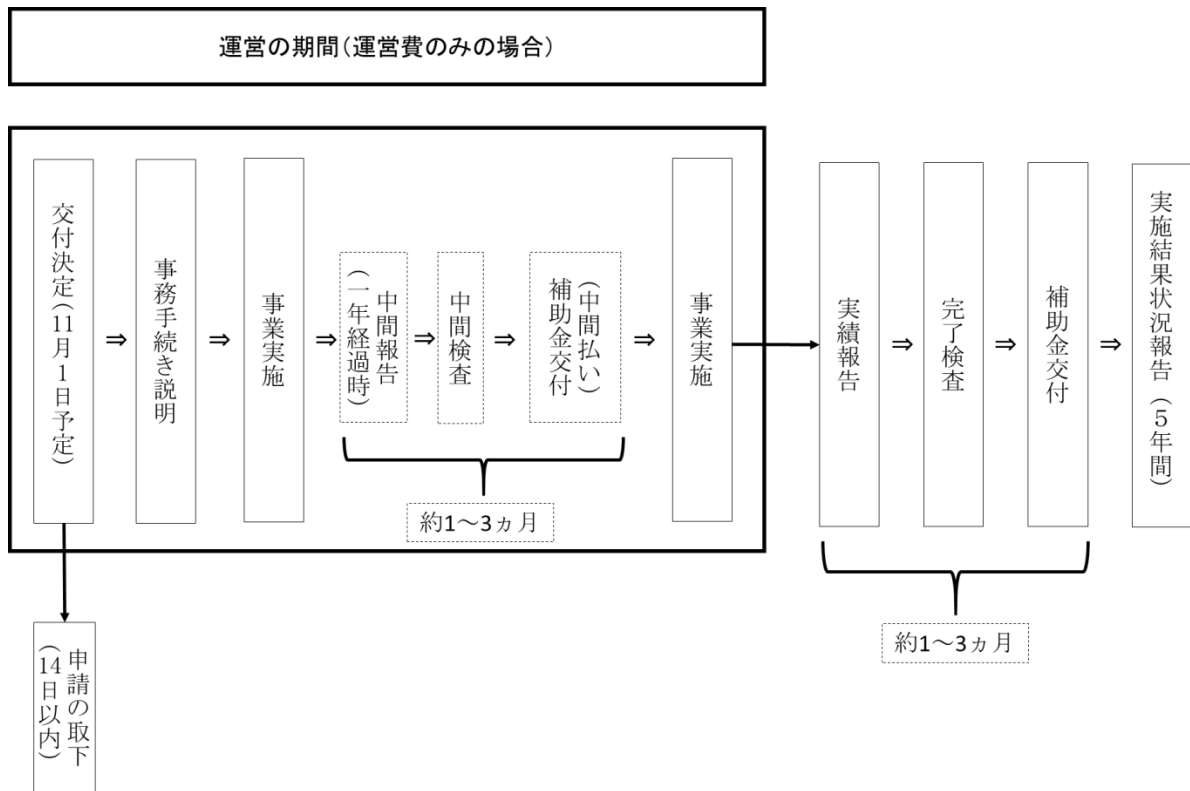 運営の期間(運営費のみの場合)
交付決定(11月1日予定)
⇒
事務手続き説明
⇒
事業実施
⇒
中間報告
(一年経過時)
⇒
中間検査
⇒
(中間払い)
補助金交付
⇒
事業実施
実績報告
⇒
完了検査
⇒
補助金交付
⇒
実施結果状況報告(5年間)
約1～3ヵ月
約1～3ヵ月
申請の取下
(14日以内)